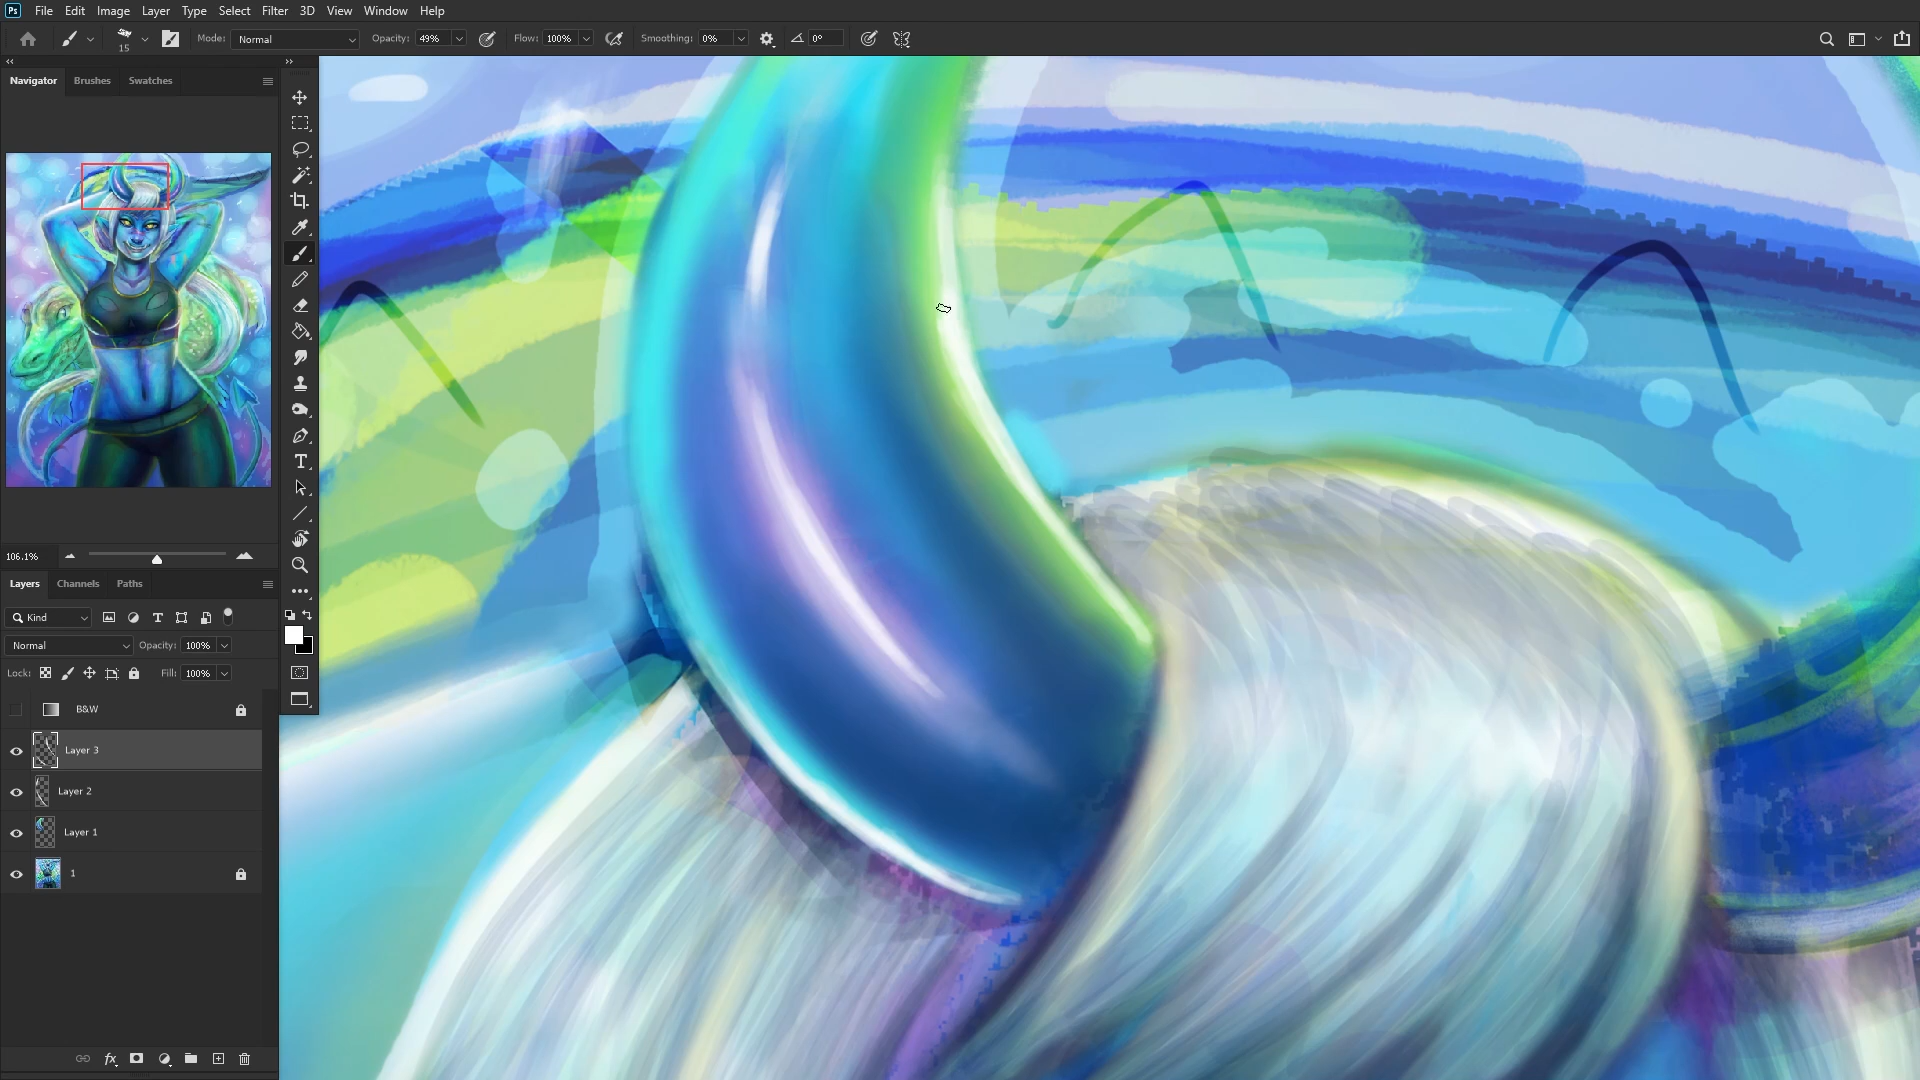 Ps File Edit Image Layer Type Select Filter 3D View Window Help
15 Mode: Normal Opacity: 49% Flow: 100% Smoothing: 0% 0°
Navigator Brushes Swatches
106.1%
Layers Channels Paths
Kind
Normal Opacity: 100%
Lock: Fill: 100%
B&W
Layer 3
Layer 2
Layer 1
1